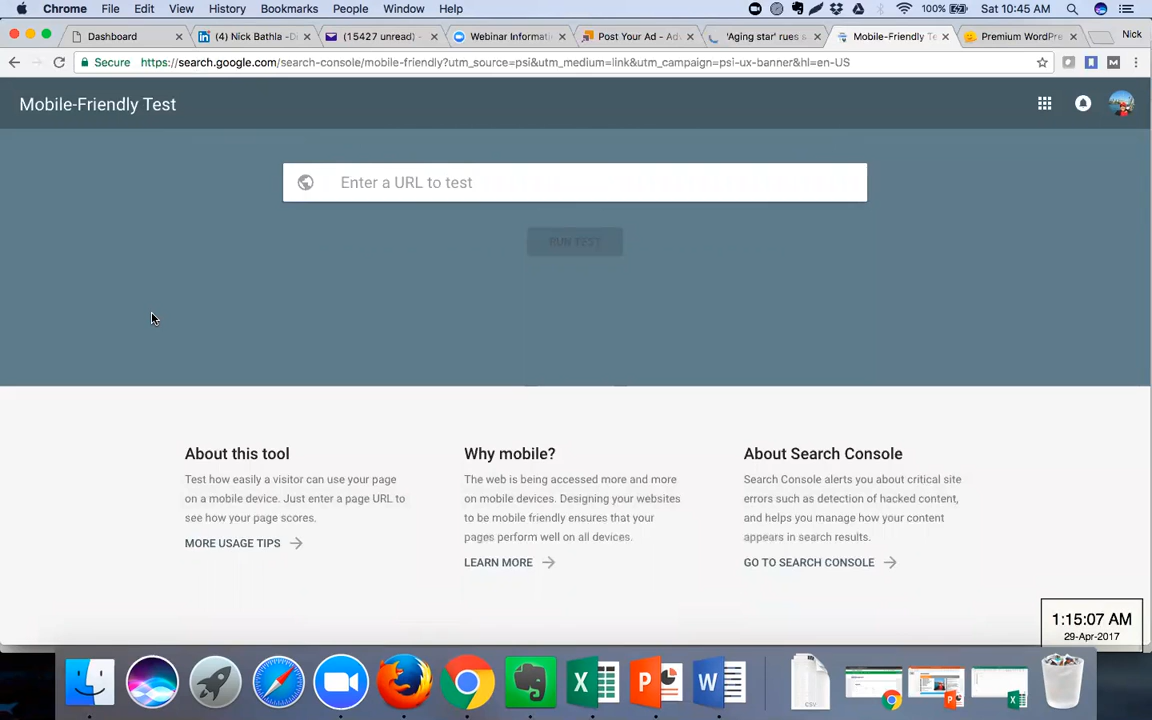 Chrome File Edit View History Bookmarks People Window Help 100% Sat 10:45 AM
Dashboard (4) Nick Bathla - Di (15427 unread) - Webinar Informati Post Your Ad - Adv 'Aging star' rues s Mobile-Friendly Te Premium WordPre Nick
Secure https://search.google.com/search-console/mobile-friendly?utm_source=psi&utm_medium=link&utm_campaign=psi-ux-banner&hl=en-US
Mobile-Friendly Test
Enter a URL to test
RUN TEST
About this tool
Test how easily a visitor can use your page
on a mobile device. Just enter a page URL to
see how your page scores.
MORE USAGE TIPS
Why mobile?
The web is being accessed more and more
on mobile devices. Designing your websites
to be mobile friendly ensures that your
pages perform well on all devices.
LEARN MORE
About Search Console
Search Console alerts you about critical site
errors such as detection of hacked content,
and helps you manage how your content
appears in search results.
GO TO SEARCH CONSOLE
1:15:07 AM
29-Apr-2017